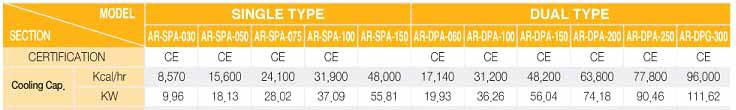 MODEL SINGLE TYPE DUAL TYPE
SECTION AR-SPA-030 AR-SPA-050 AR-SPA-075 AR-SPA-100 AR-SPA-150 AR-DPA-060 AR-DPA-100 AR-DPA-150 AR-DPA-200 AR-DPA-250 AR-DPG-300
CERTIFICATION CE CE CE CE CE CE CE CE CE CE
Cooling Cap. Kcal/hr 8,570 15,600 24,100 31,900 48,000 17,140 31,200 48,200 63,800 77,800 96,000
KW 9.96 18.13 28.02 37.09 55.81 19.93 36.26 56.04 74.18 90.46 111.62